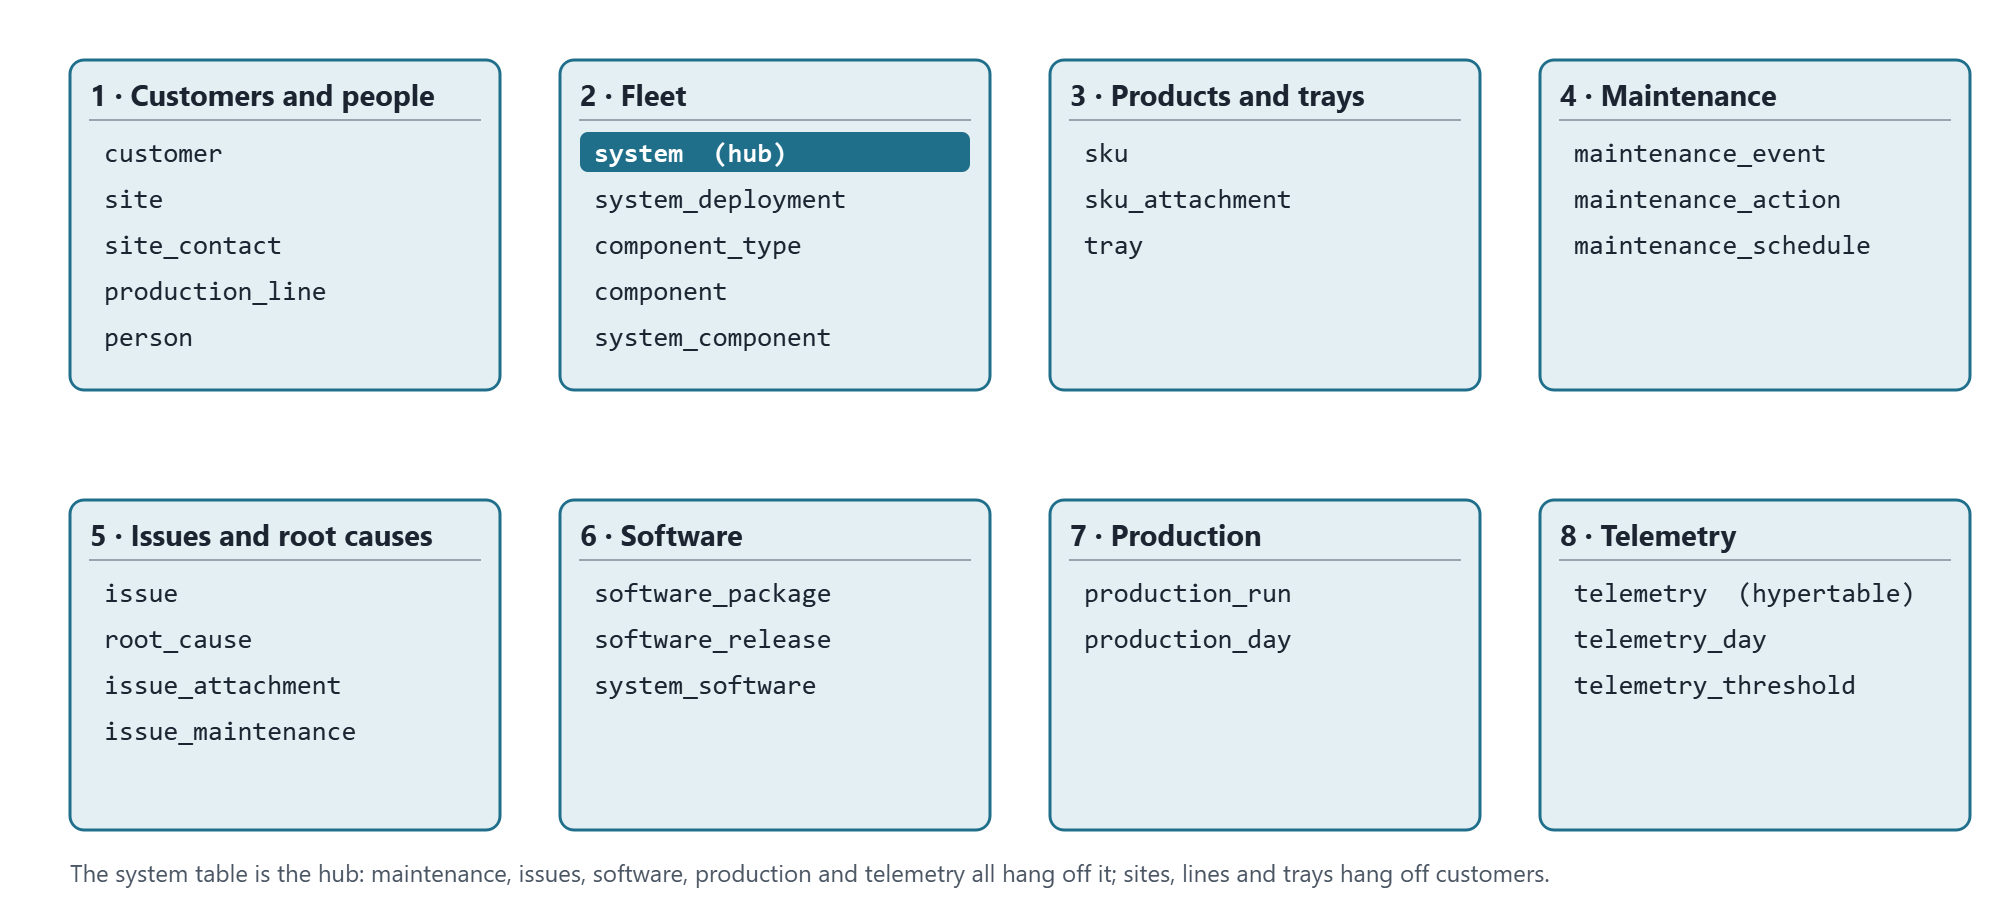 1 · Customers and people
customer
site
site_contact
production_line
person
2 · Fleet
system (hub)
system_deployment
component_type
component
system_component
3 · Products and trays
sku
sku_attachment
tray
4 · Maintenance
maintenance_event
maintenance_action
maintenance_schedule
5 · Issues and root causes
issue
root_cause
issue_attachment
issue_maintenance
6 · Software
software_package
software_release
system_software
7 · Production
production_run
production_day
8 · Telemetry
telemetry (hypertable)
telemetry_day
telemetry_threshold
The system table is the hub: maintenance, issues, software, production and telemetry all hang off it; sites, lines and trays hang off customers.